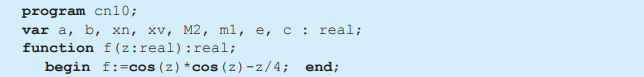 program cn10;
var a, b, xn, xv, M2, m1, e, c : real;
function f(z:real):real;
begin f:=cos(z)*cos(z)-z/4; end;